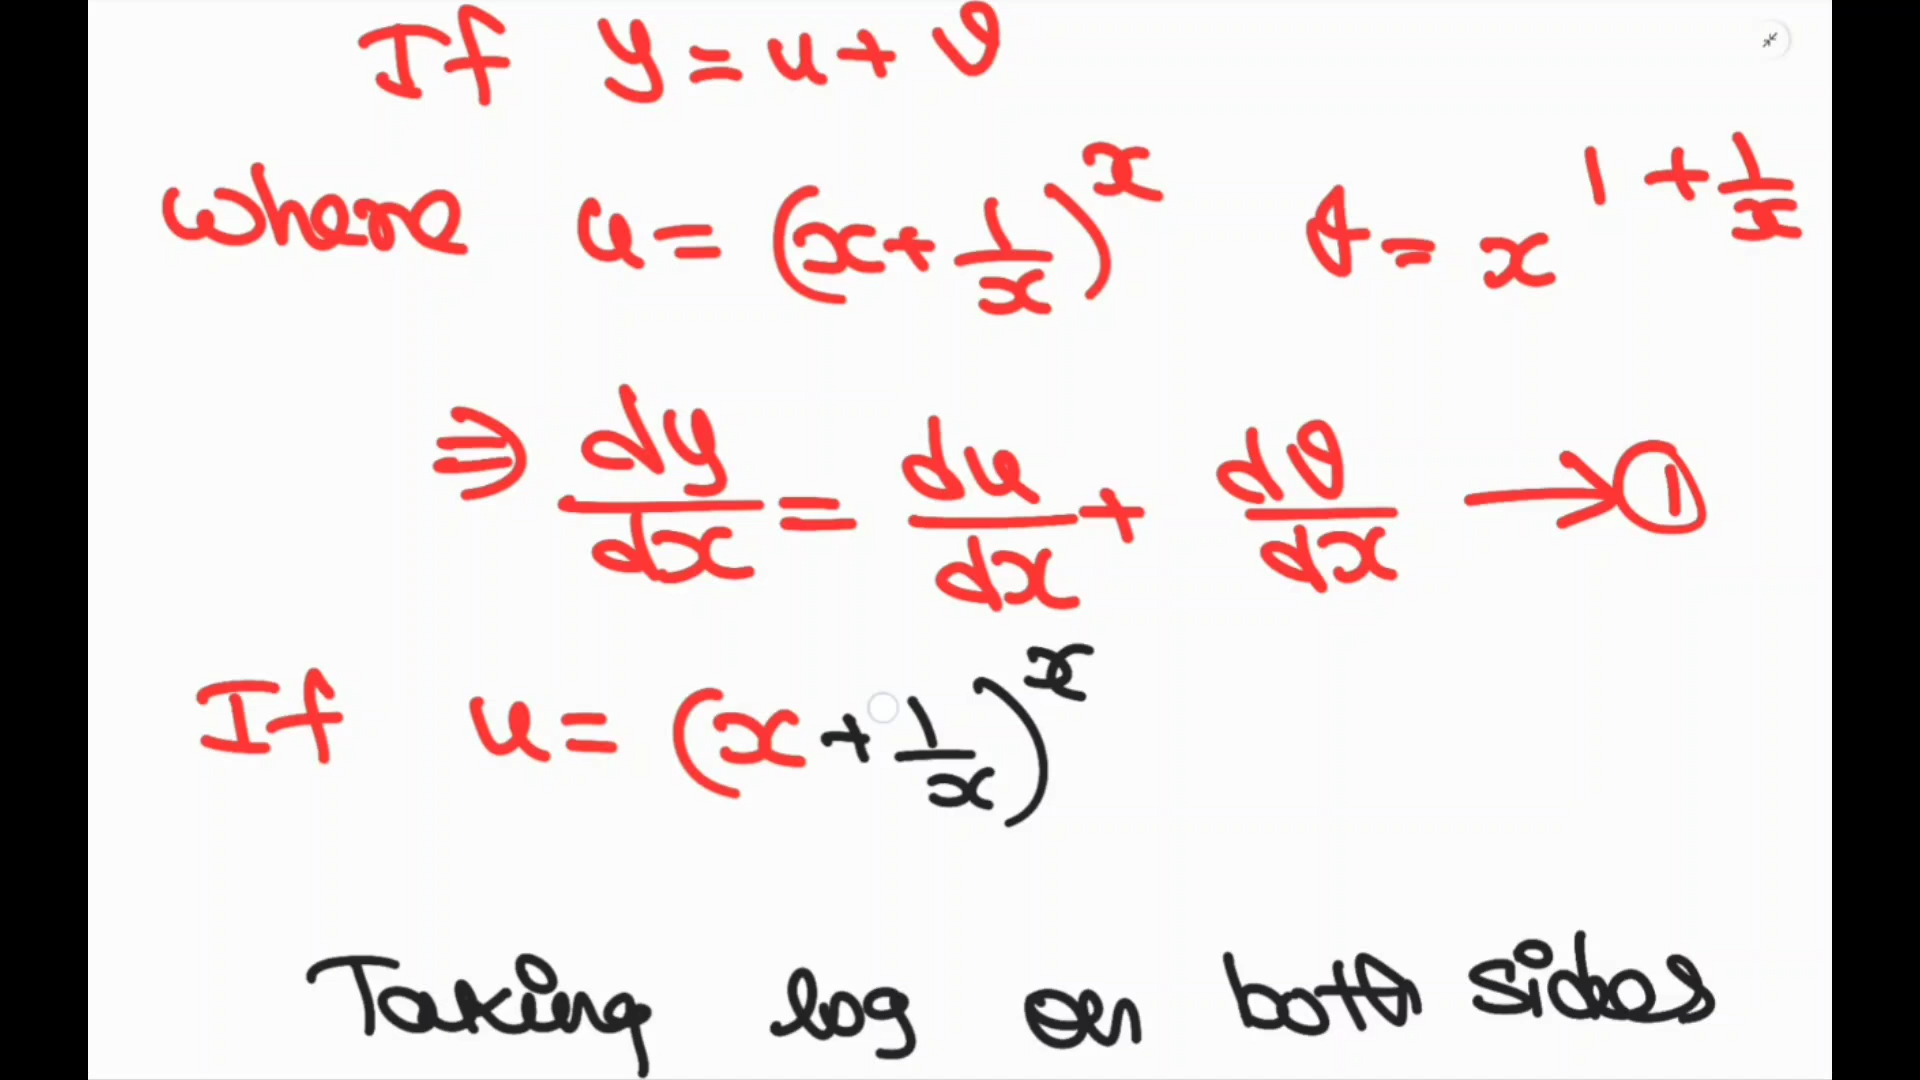 If y = u + v
where u = (x + 1/x)^x v = x^(1 + 1/x)
⇒ dy/dx = du/dx + dv/dx → ①
If u = (x + 1/x)^x
Taking log on both sides